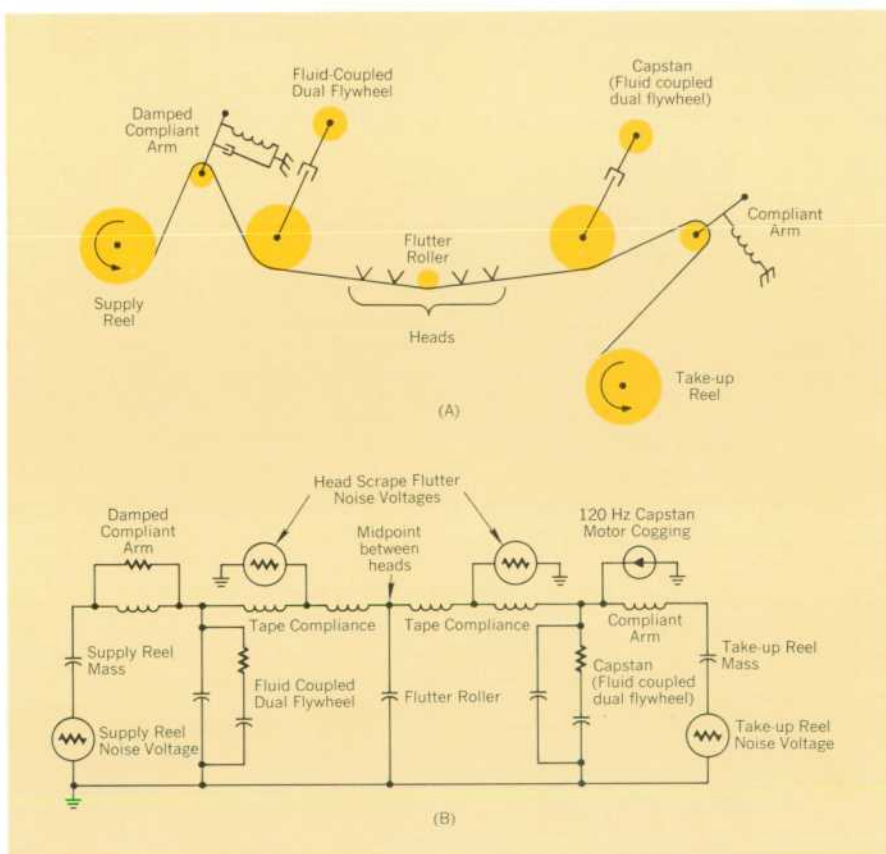 Fluid-Coupled
Dual Flywheel
Capstan
(Fluid coupled
dual flywheel)
Damped
Compliant
Arm
Compliant
Arm
Flutter
Roller
Supply
Reel
Heads
Take-up
Reel
(A)
Head Scrape Flutter
Noise Voltages
Damped
Compliant
Arm
Midpoint
between
heads
120 Hz Capstan
Motor Cogging
Tape Compliance
Tape Compliance
Compliant
Arm
Supply Reel
Mass
Take-up Reel
Mass
Fluid Coupled
Dual Flywheel
Flutter Roller
Capstan
(Fluid coupled
dual flywheel)
Supply Reel
Noise Voltage
Take-up Reel
Noise Voltage
(B)